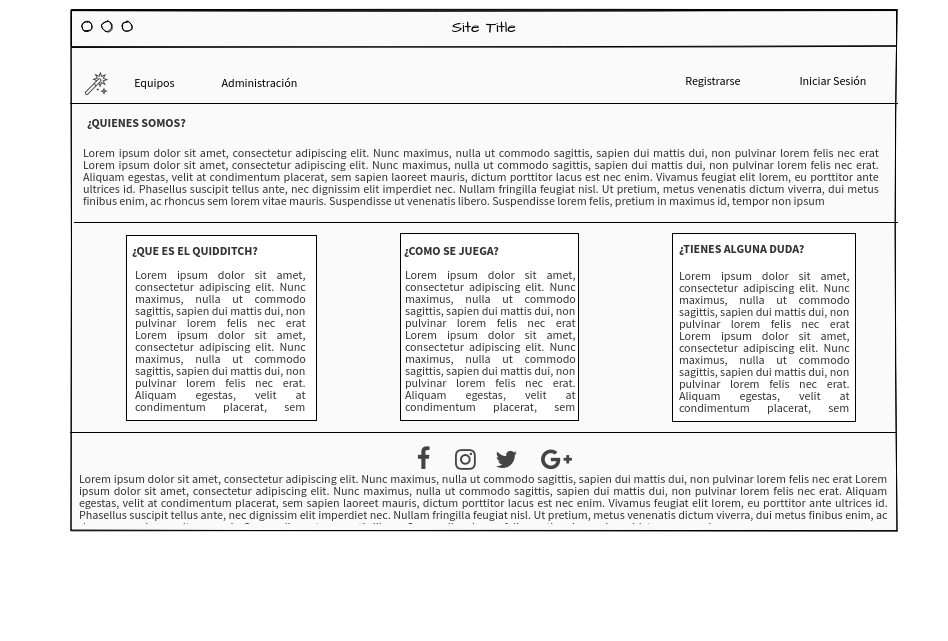 Site Title
Equipos Administración Registrarse Iniciar Sesión
¿QUIENES SOMOS?
Lorem ipsum dolor sit amet, consectetur adipiscing elit. Nunc maximus, nulla ut commodo sagittis, sapien dui mattis dui, non pulvinar lorem felis nec erat.
Lorem ipsum dolor sit amet, consectetur adipiscing elit. Nunc maximus, nulla ut commodo sagittis, sapien dui mattis dui, non pulvinar lorem felis nec erat.
Aliquam egestas, velit at condimentum placerat, sem sapien laoreet mauris, dictum porttitor lacus est nec enim. Vivamus feugiat elit lorem, eu porttitor ante
ultrices id. Phasellus suscipit tellus ante, nec dignissim elit imperdiet nec. Nullam fringilla feugiat nisl. Ut pretium, metus venenatis dictum viverra, dui metus
finibus enim, ac rhoncus sem lorem vitae mauris. Suspendisse ut venenatis libero. Suspendisse lorem felis, pretium in maximus id, tempor non ipsum
¿QUE ES EL QUIDDITCH?
Lorem ipsum dolor sit amet,
consectetur adipiscing elit. Nunc
maximus, nulla ut commodo
sagittis, sapien dui mattis dui, non
pulvinar lorem felis nec erat
Lorem ipsum dolor sit amet,
consectetur adipiscing elit. Nunc
maximus, nulla ut commodo
sagittis, sapien dui mattis dui, non
pulvinar lorem felis nec erat.
Aliquam egestas, velit at
condimentum placerat, sem
¿COMO SE JUEGA?
Lorem ipsum dolor sit amet,
consectetur adipiscing elit. Nunc
maximus, nulla ut commodo
sagittis, sapien dui mattis dui, non
pulvinar lorem felis nec erat
Lorem ipsum dolor sit amet,
consectetur adipiscing elit. Nunc
maximus, nulla ut commodo
sagittis, sapien dui mattis dui, non
pulvinar lorem felis nec erat.
Aliquam egestas, velit at
condimentum placerat, sem
¿TIENES ALGUNA DUDA?
Lorem ipsum dolor sit amet,
consectetur adipiscing elit. Nunc
maximus, nulla ut commodo
sagittis, sapien dui mattis dui, non
pulvinar lorem felis nec erat
Lorem ipsum dolor sit amet,
consectetur adipiscing elit. Nunc
maximus, nulla ut commodo
sagittis, sapien dui mattis dui, non
pulvinar lorem felis nec erat.
Aliquam egestas, velit at
condimentum placerat, sem
Lorem ipsum dolor sit amet, consectetur adipiscing elit. Nunc maximus, nulla ut commodo sagittis, sapien dui mattis dui, non pulvinar lorem felis nec erat Lorem
ipsum dolor sit amet, consectetur adipiscing elit. Nunc maximus, nulla ut commodo sagittis, sapien dui mattis dui, non pulvinar lorem felis nec erat. Aliquam
egestas, velit at condimentum placerat, sem sapien laoreet mauris, dictum porttitor lacus est nec enim. Vivamus feugiat elit lorem, eu porttitor ante ultrices id.
Phasellus suscipit tellus ante, nec dignissim elit imperdiet nec. Nullam fringilla feugiat nisl. Ut pretium, metus venenatis dictum viverra, dui metus finibus enim, ac